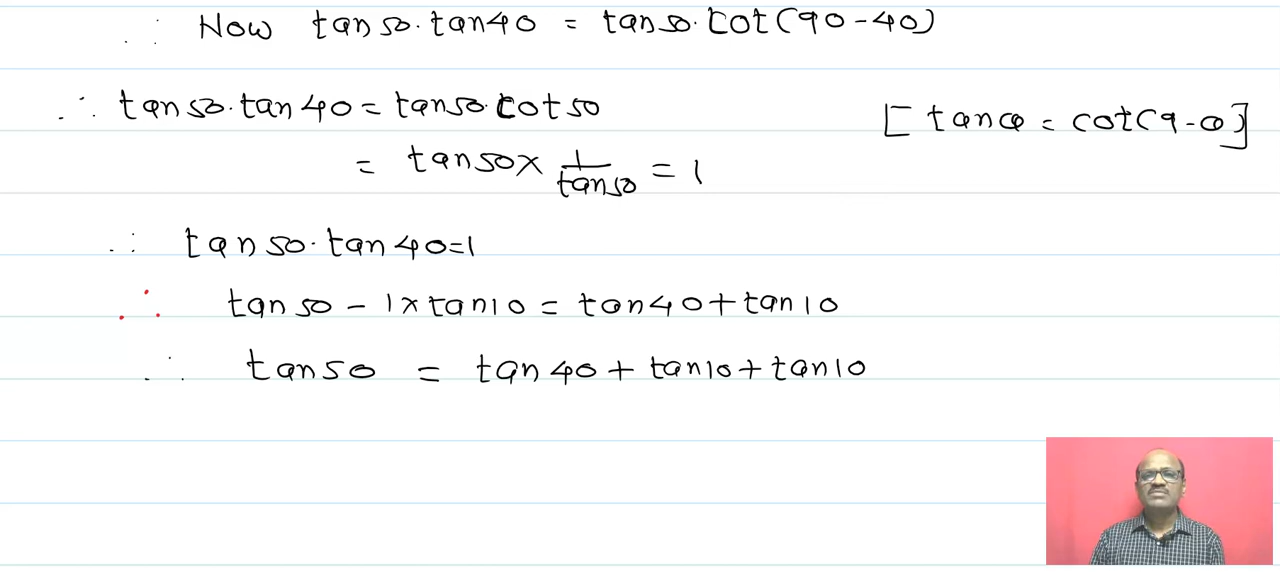 ∴ Now tan50·tan40 = tan50·cot(90-40)
∴ tan50·tan40 = tan50·cot50
[tanθ = cot(9-θ)]
= tan50 × 1/tan50 = 1
∴ tan50·tan40=1
∴ tan50 - 1×tan10 = tan40+tan10
∴ tan50 = tan40+tan10+tan10